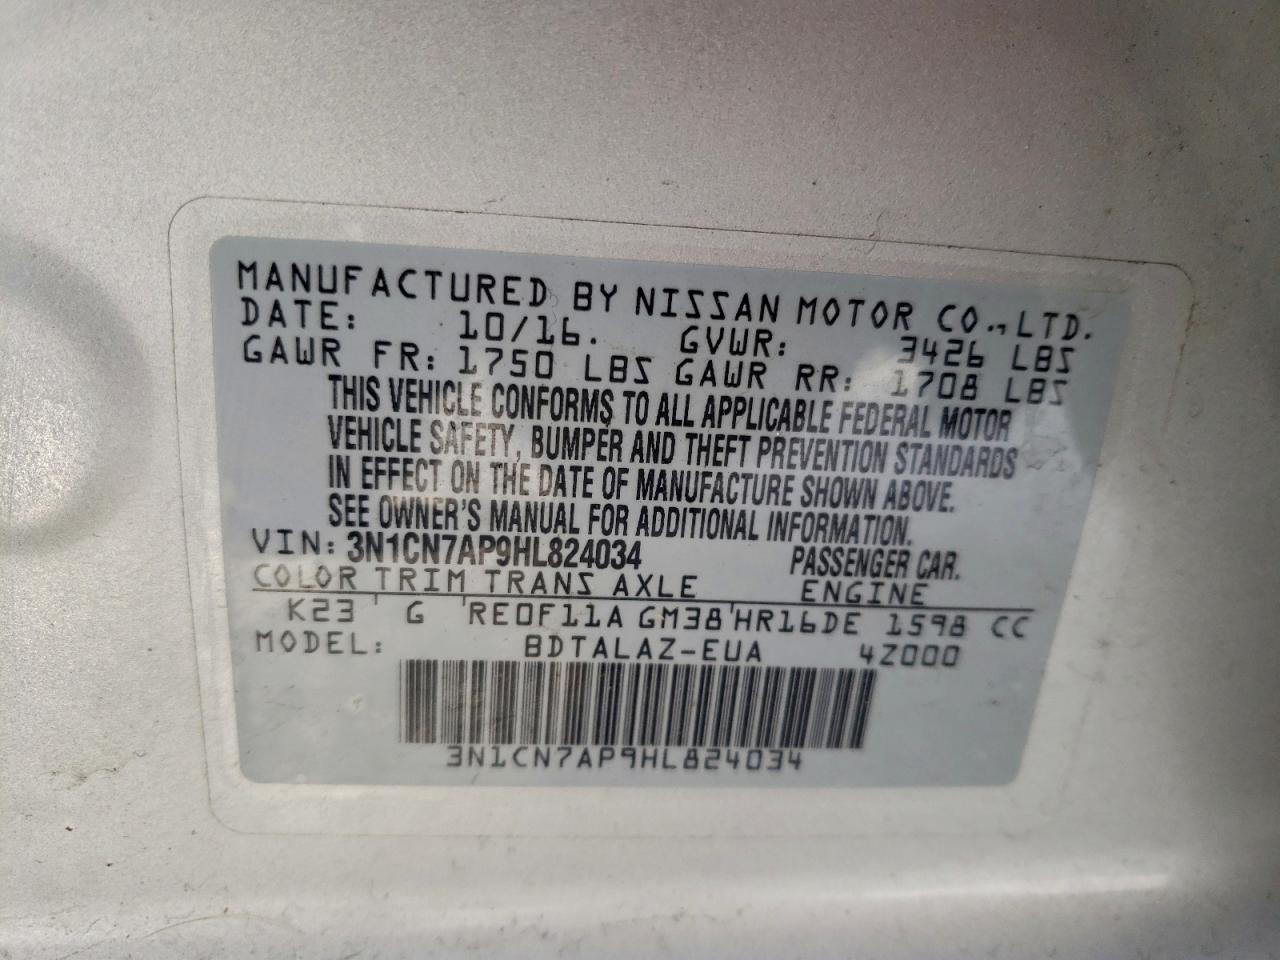 MANUFACTURED BY NISSAN MOTOR CO., LTD.
DATE: 10/16. GVWR: 3426 LBS
GAWR FR: 1750 LBS GAWR RR: 1708 LBS
THIS VEHICLE CONFORMS TO ALL APPLICABLE FEDERAL MOTOR
VEHICLE SAFETY, BUMPER AND THEFT PREVENTION STANDARDS
IN EFFECT ON THE DATE OF MANUFACTURE SHOWN ABOVE.
SEE OWNER'S MANUAL FOR ADDITIONAL INFORMATION.
VIN: 3N1CN7AP9HL824034 PASSENGER CAR.
COLOR TRIM TRANS AXLE ENGINE
K23 ' G 'RE0F11A GM38'HR16DE 1598 CC
MODEL: BDTALAZ-EUA 4Z000
3N1CN7AP9HL824034